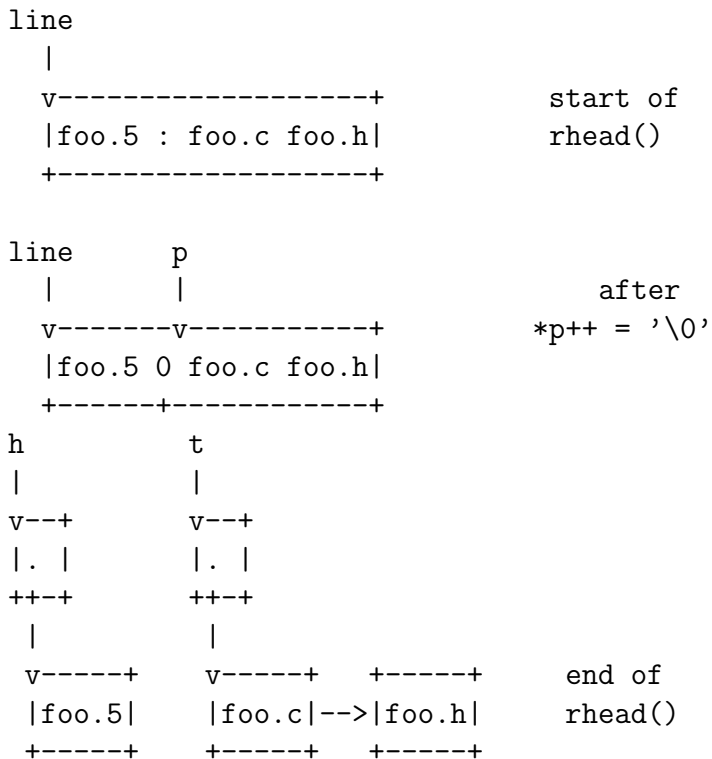 line
  |
  v-------------------+          start of
  |foo.5 : foo.c foo.h|          rhead()
  +-------------------+

line      p
  |       |                         after
  v-------v-----------+         *p++ = '\0'
  |foo.5 0 foo.c foo.h|
  +------+------------+
h          t
|          |
v--+       v--+
|. |       |. |
++-+       ++-+
 |          |
 v-----+    v-----+   +-----+     end of
 |foo.5|    |foo.c|-->|foo.h|     rhead()
 +-----+    +-----+   +-----+